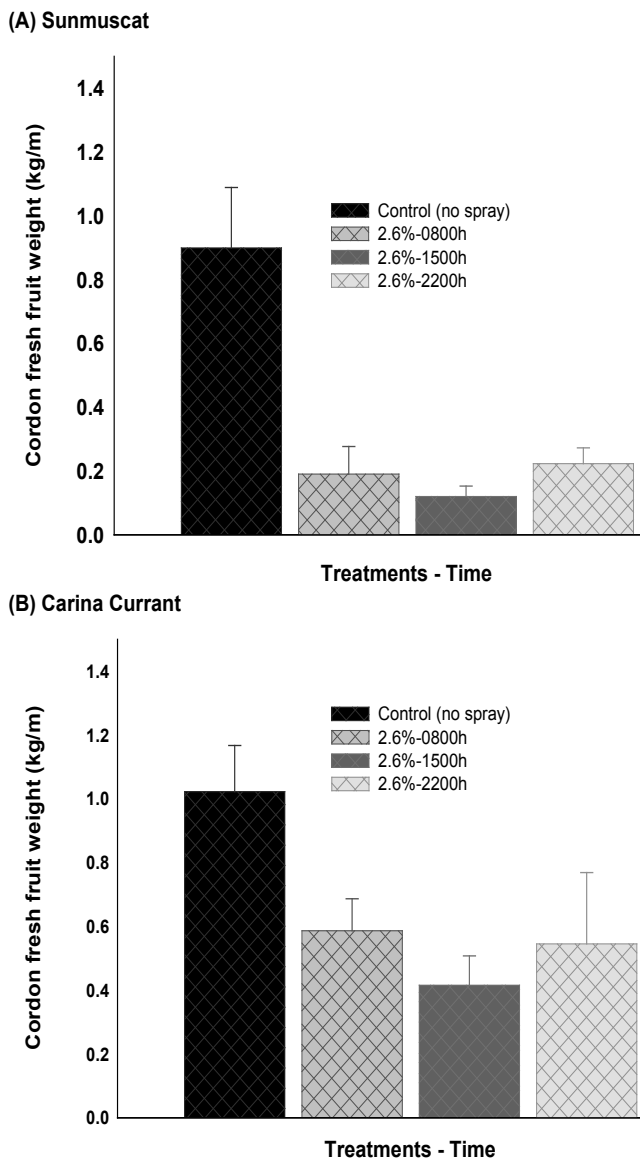 (A) Sunmuscat
1.4
1.2
1.0
0.8
0.6
0.4
0.2
0.0
Cordon fresh fruit weight (kg/m)
Control (no spray)
2.6%-0800h
2.6%-1500h
2.6%-2200h
Treatments - Time
(B) Carina Currant
1.4
1.2
1.0
0.8
0.6
0.4
0.2
0.0
Cordon fresh fruit weight (kg/m)
Control (no spray)
2.6%-0800h
2.6%-1500h
2.6%-2200h
Treatments - Time